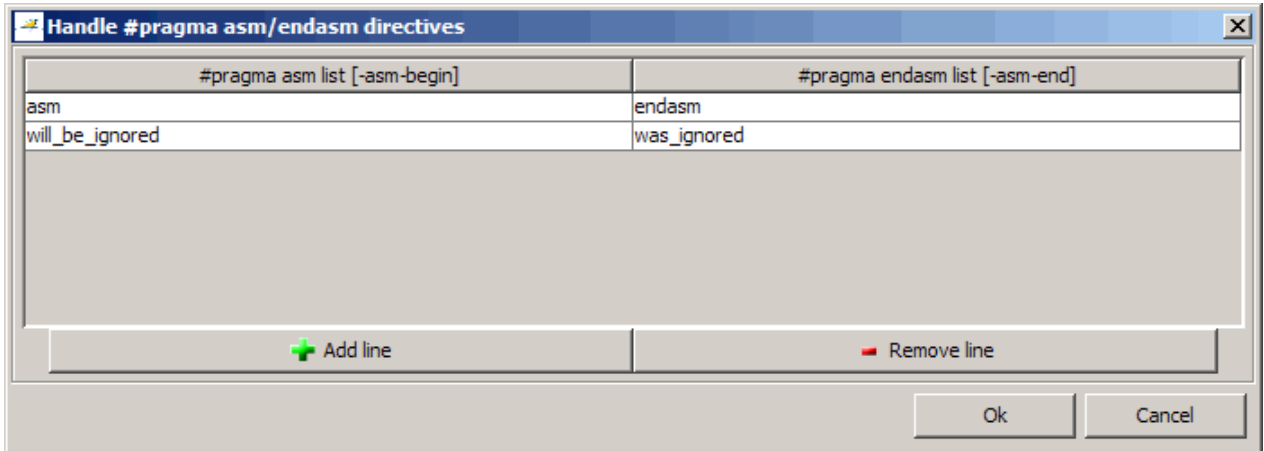 Handle #pragma asm/endasm directives
#pragma asm list [-asm-begin] #pragma endasm list [-asm-end]
asm endasm
will_be_ignored was_ignored
Add line Remove line
Ok Cancel